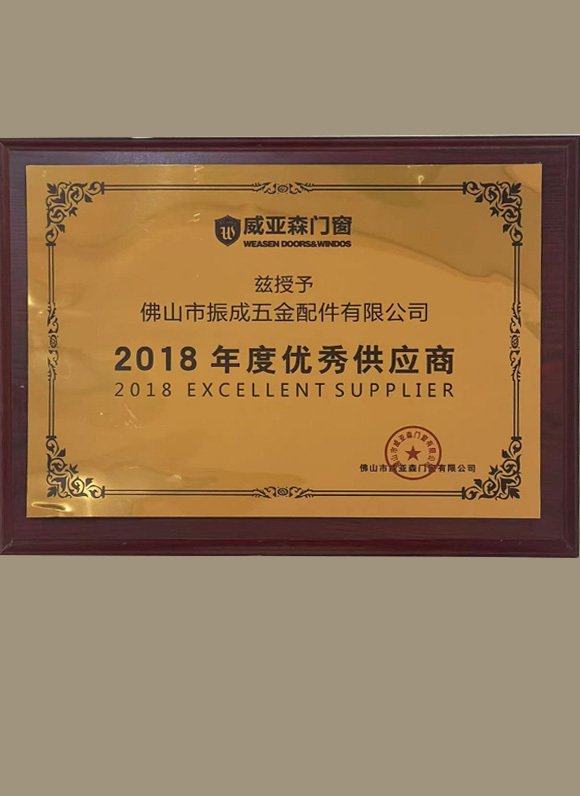 威亚森门窗
WEASEN DOORS&WINDOS
兹授予
佛山市振成五金配件有限公司
2018 年度优秀供应商
2018 EXCELLENT SUPPLIER
佛山市威亚森门窗有限公司